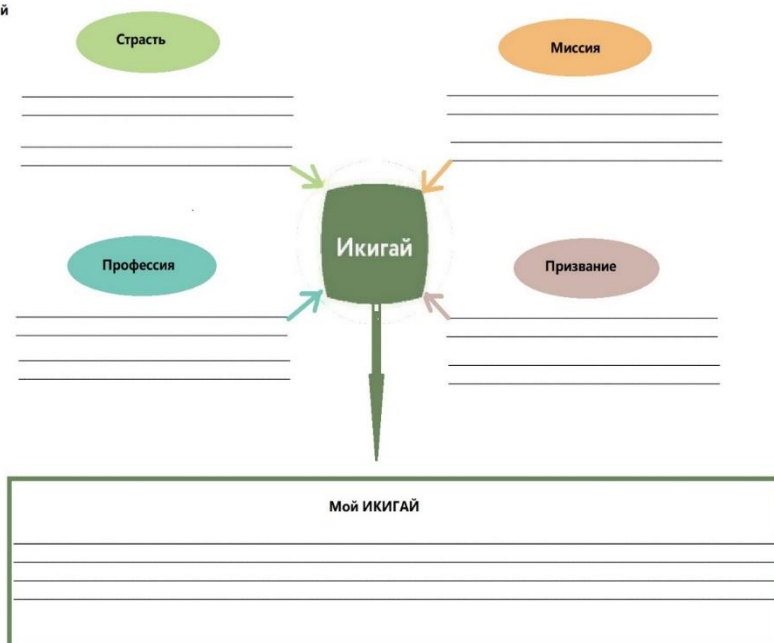 й
Страсть
Миссия
Икигай
Профессия
Призвание
Мой ИКИГАЙ